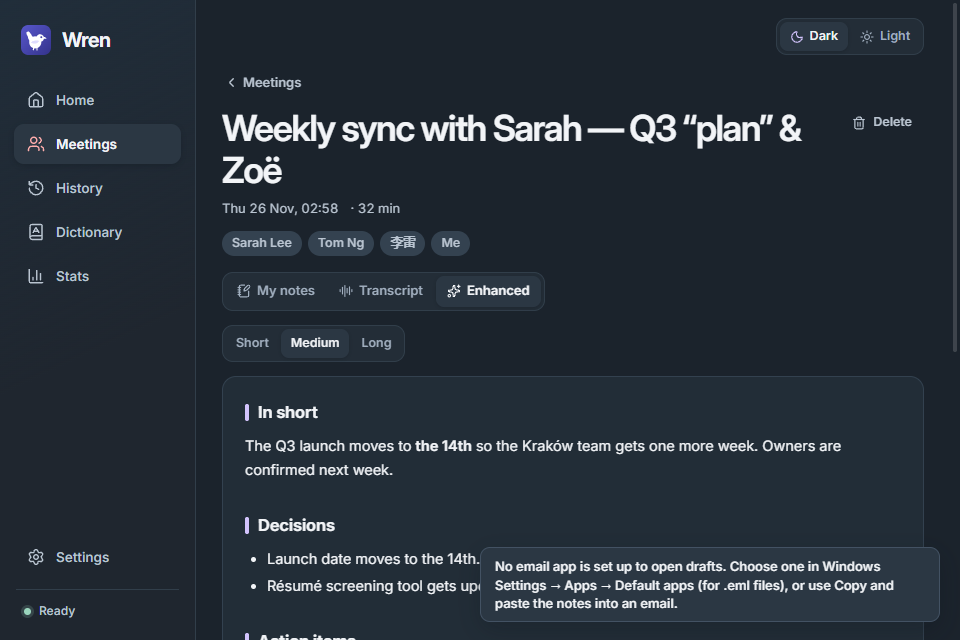 Wren
Dark
Light
Home
Meetings
History
Dictionary
Stats
Settings
Ready
Meetings
Weekly sync with Sarah — Q3 “plan” &
Zoë
Delete
Thu 26 Nov, 02:58 · 32 min
Sarah Lee
Tom Ng
李雷
Me
My notes
Transcript
Enhanced
Short
Medium
Long
In short
The Q3 launch moves to the 14th so the Kraków team gets one more week. Owners are
confirmed next week.
Decisions
Launch date moves to the 14th.
Résumé screening tool gets
No email app is set up to open drafts. Choose one in Windows
Settings → Apps → Default apps (for .eml files), or use Copy and
paste the notes into an email.
Action items